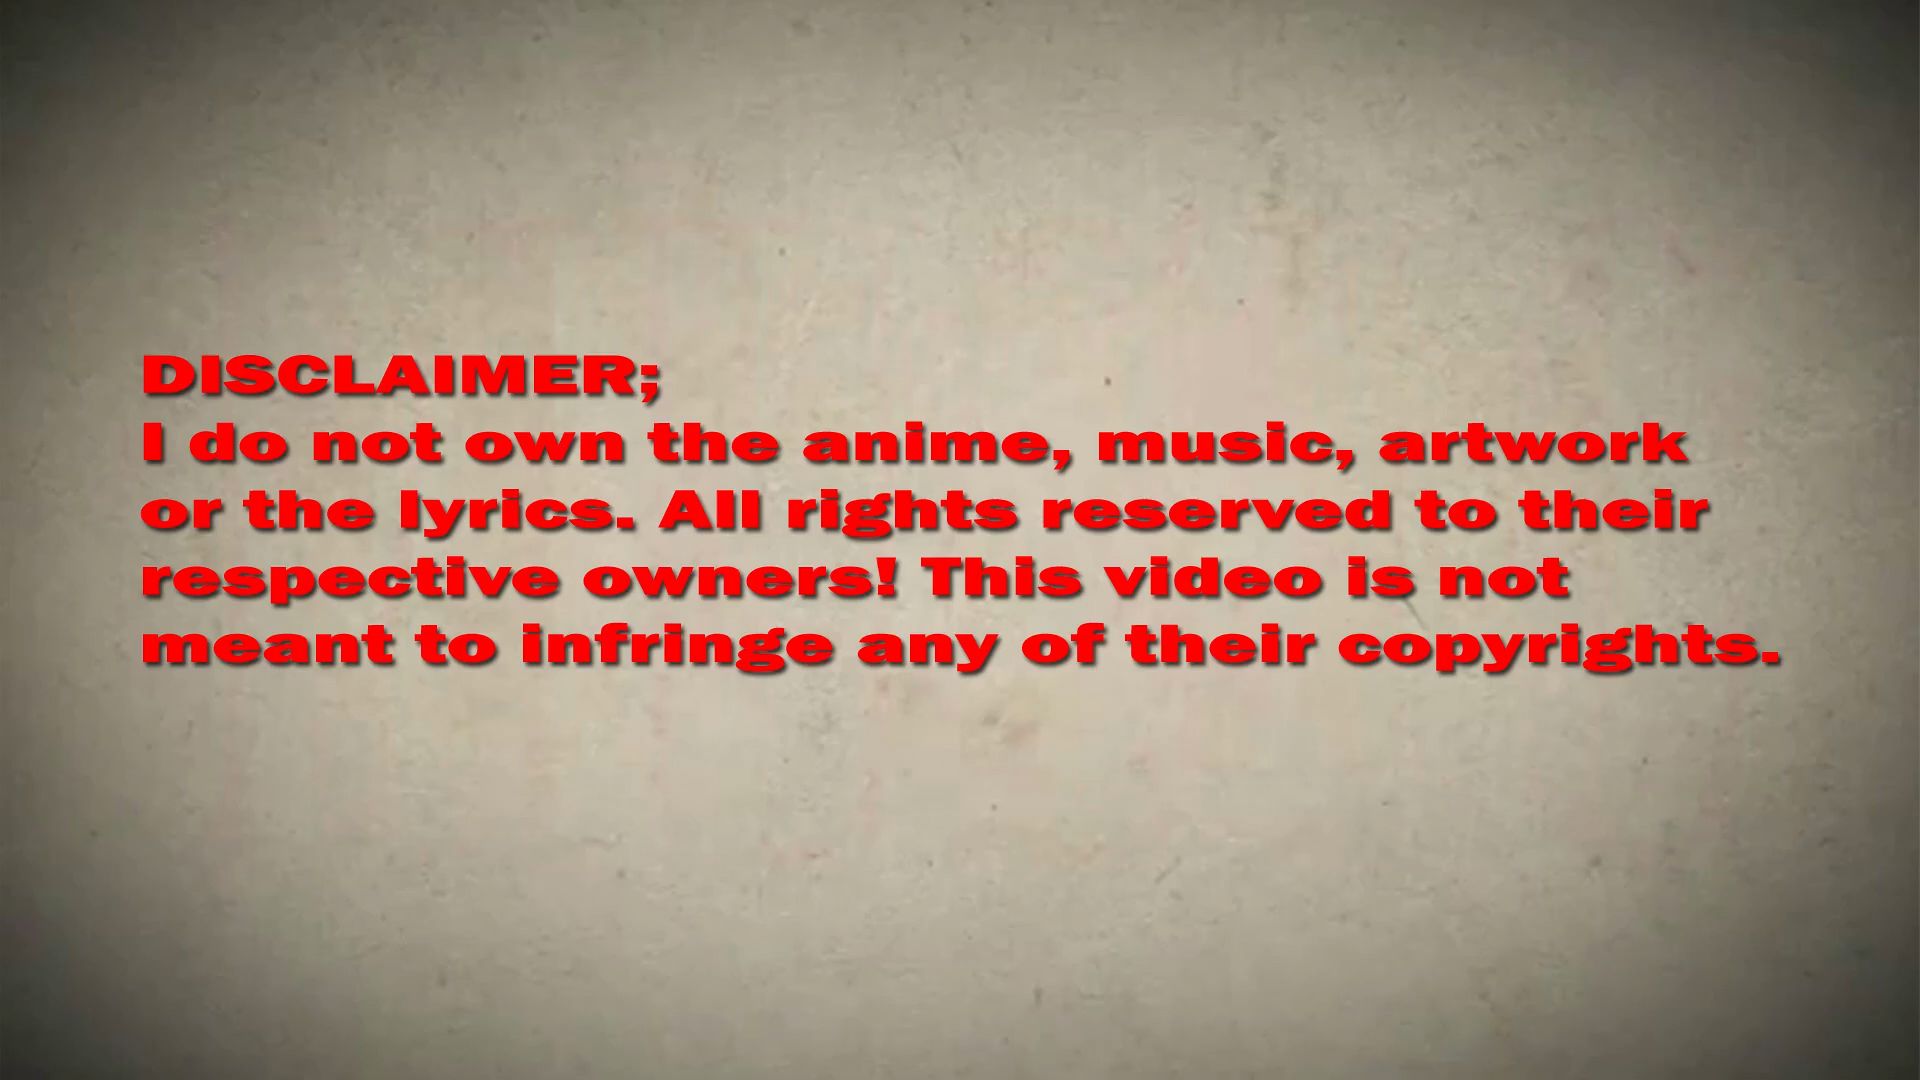 DISCLAIMER;
I do not own the anime, music, artwork
or the lyrics. All rights reserved to their
respective owners! This video is not
meant to infringe any of their copyrights.